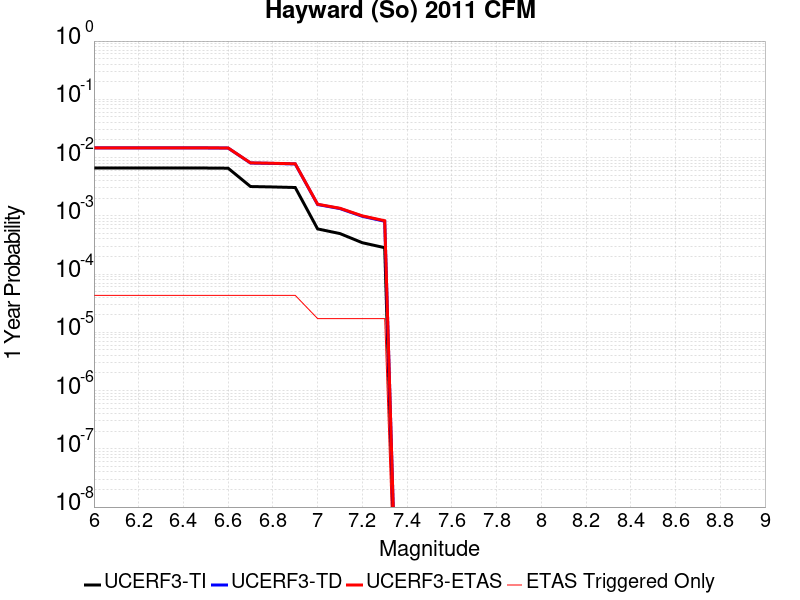 Hayward (So) 2011 CFM
10^0
10^-1
10^-2
10^-3
10^-4
10^-5
10^-6
10^-7
10^-8
1 Year Probability
6 6.2 6.4 6.6 6.8 7 7.2 7.4 7.6 7.8 8 8.2 8.4 8.6 8.8 9
Magnitude
UCERF3-TI UCERF3-TD UCERF3-ETAS ETAS Triggered Only